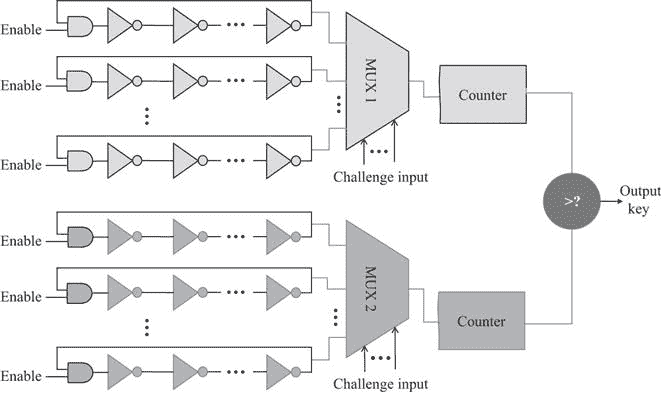 Enable
Enable
Enable
MUX 1
Counter
Challenge input
>?
Output
key
Enable
Enable
Enable
MUX 2
Counter
Challenge input